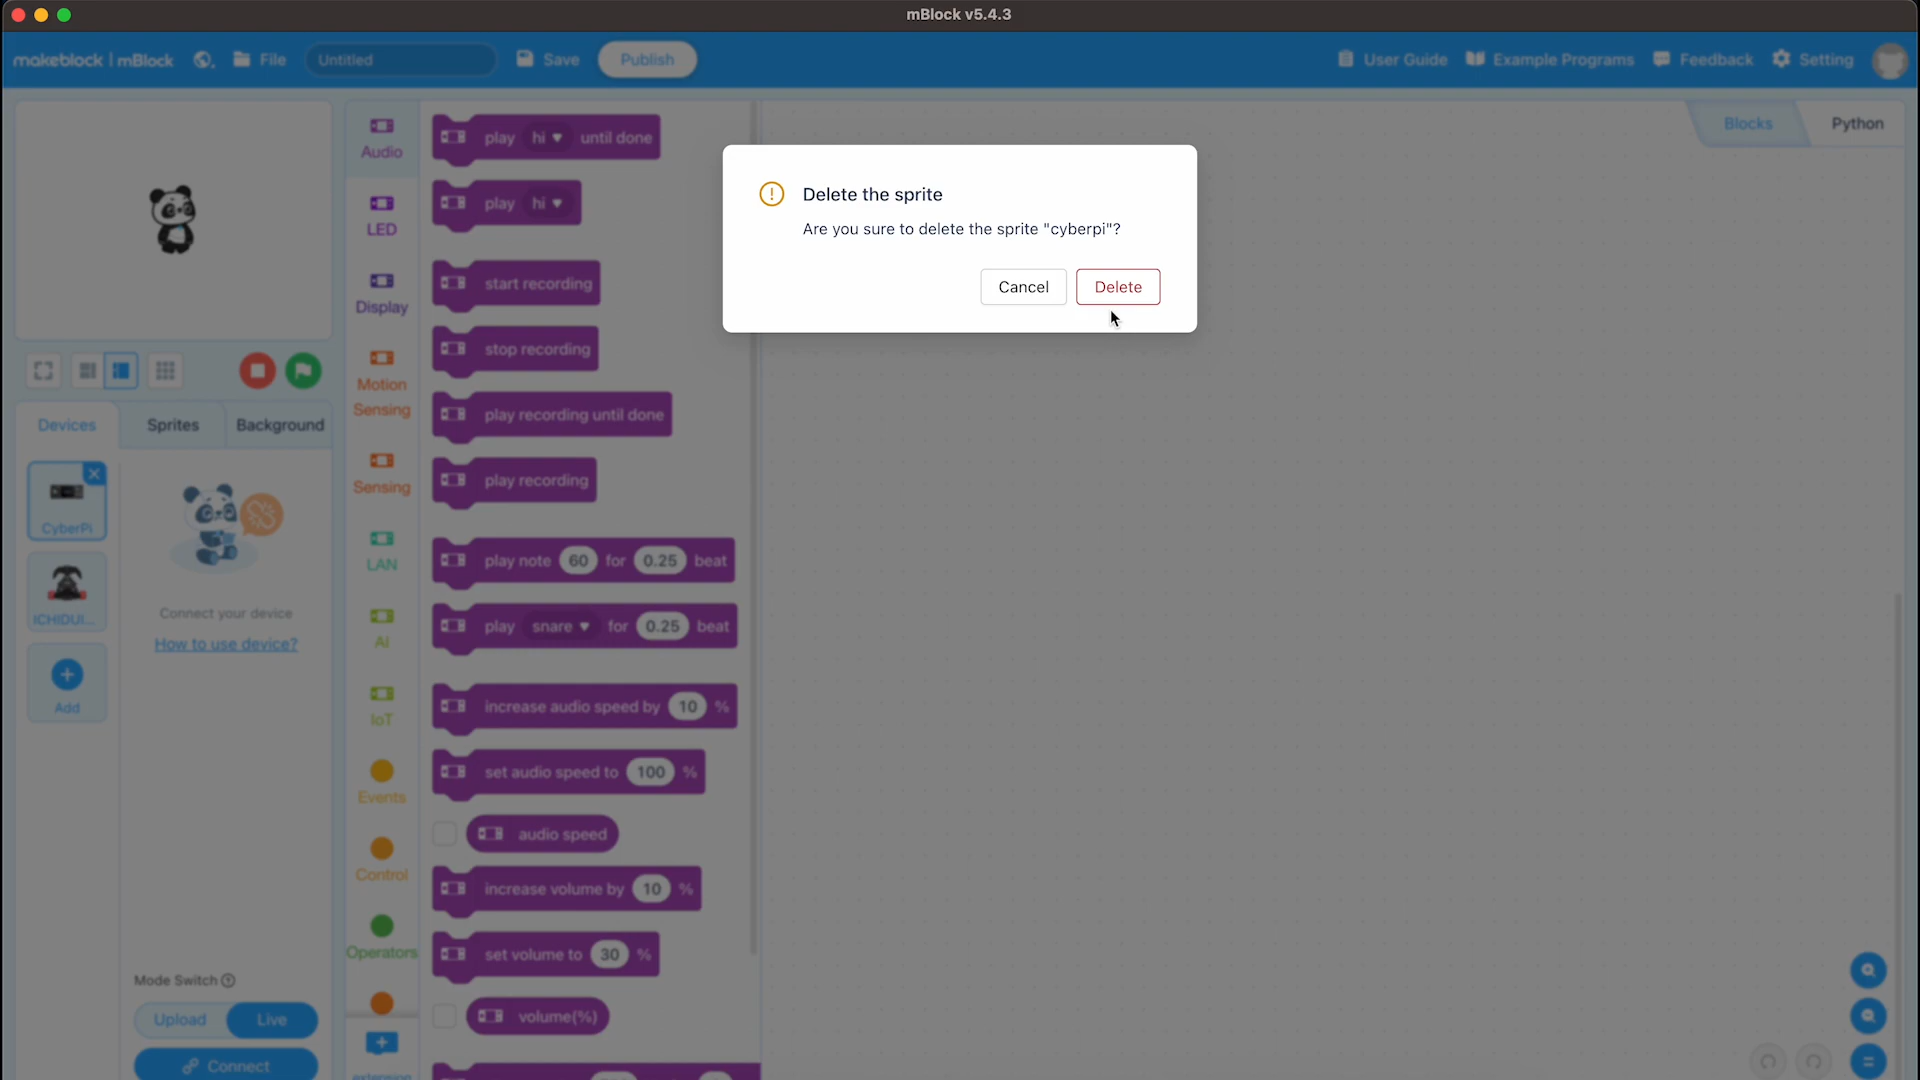 mBlock v5.4.3
makeblock | mBlock
File
Untitled
Save
Publish
User Guide
Example Programs
Feedback
Setting
Blocks
Python
Delete the sprite
Are you sure to delete the sprite "cyberpi"?
Cancel
Delete
Devices
Sprites
Background
CyberPi
ICHIDUI...
Add
Connect your device
How to use device?
Mode Switch
Upload
Live
Connect
Audio
LED
Display
Motion
Sensing
Sensing
LAN
AI
IoT
Events
Control
Operators
extension
play hi until done
play hi
start recording
stop recording
play recording until done
play recording
play note 60 for 0.25 beat
play snare for 0.25 beat
increase audio speed by 10 %
set audio speed to 100 %
audio speed
increase volume by 10 %
set volume to 30 %
volume(%)